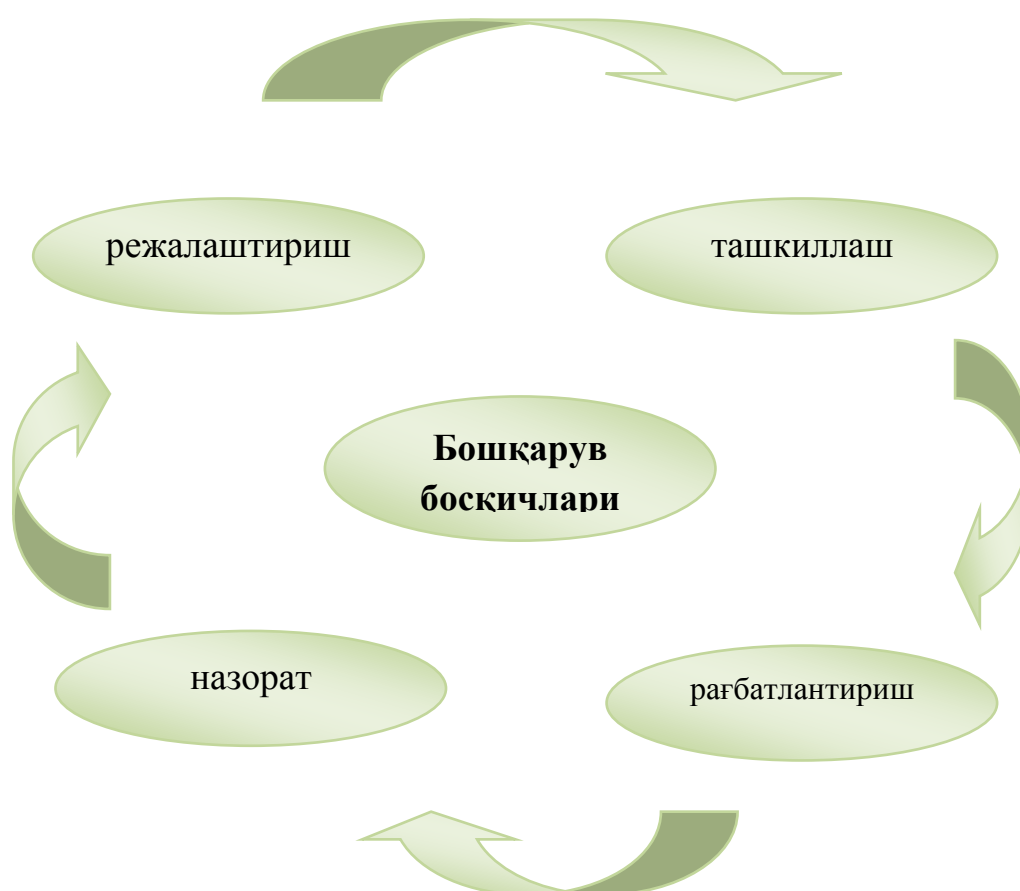 режалаштириш
ташкиллаш
Бошқарув
босқичлари
назорат
рағбатлантириш